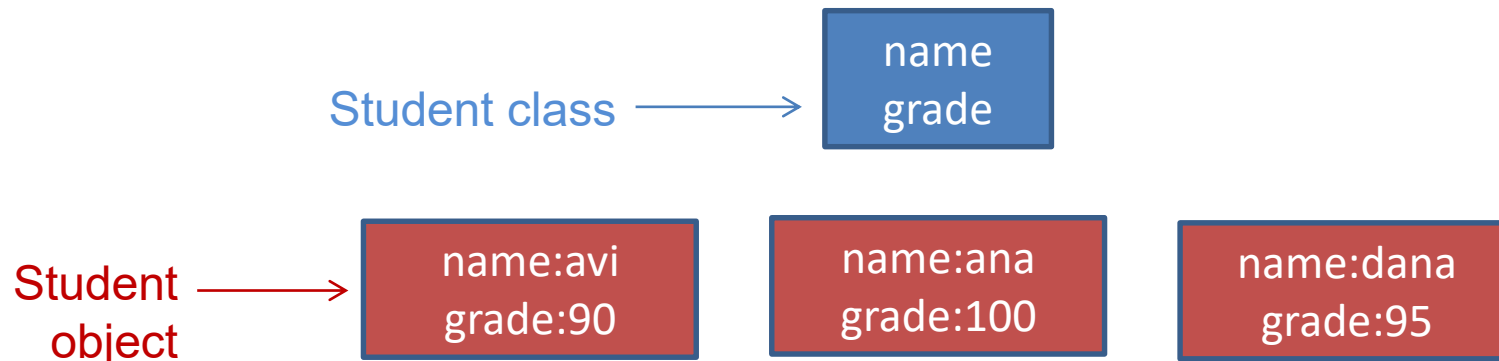 name
grade
Student class
Student
object
name:avi
grade:90
name:ana
grade:100
name:dana
grade:95